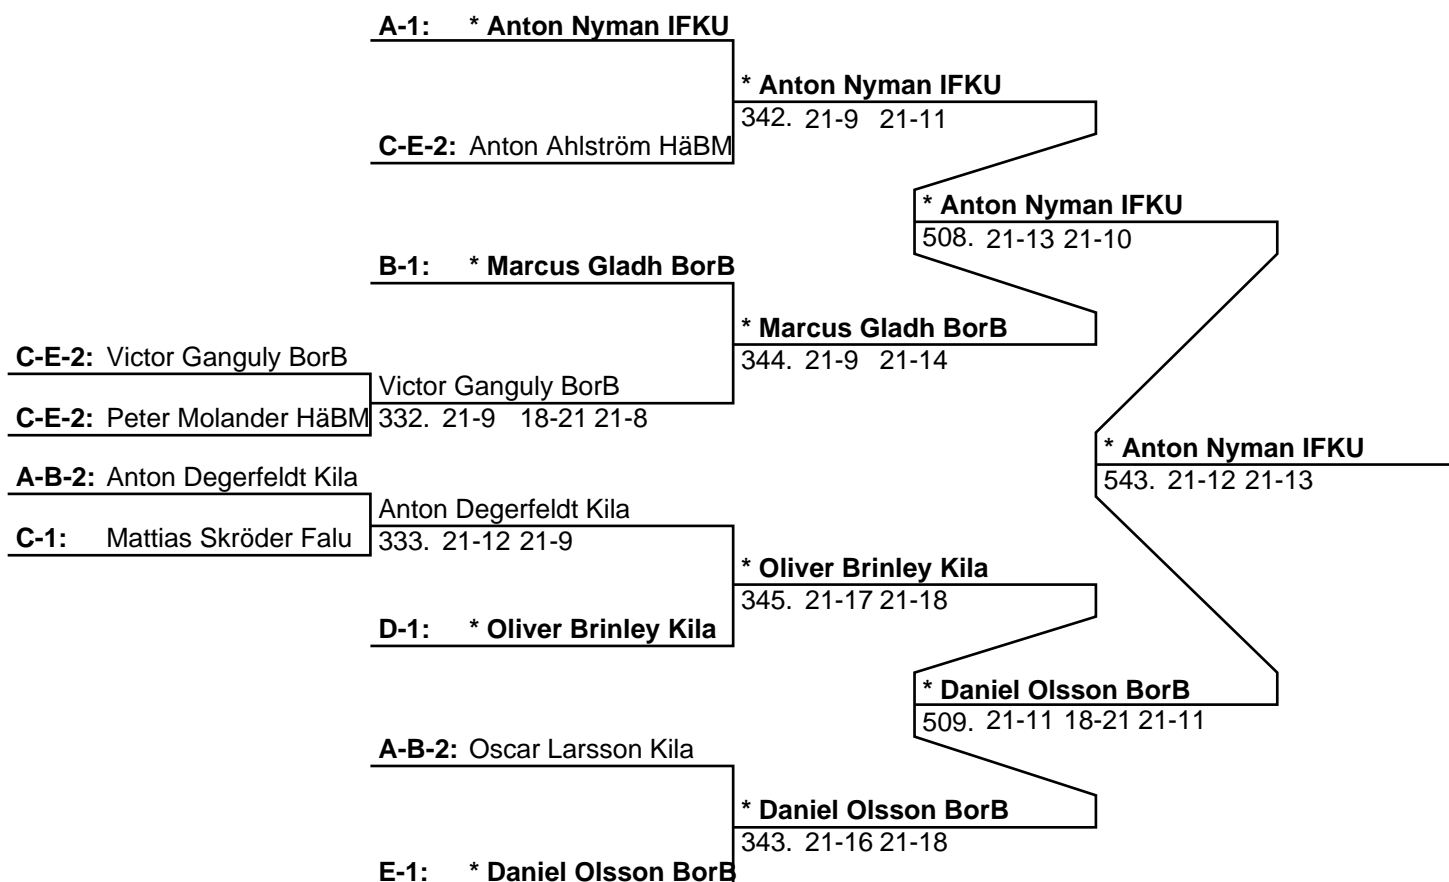 A-1: * Anton Nyman IFKU
* Anton Nyman IFKU
342. 21-9 21-11
C-E-2: Anton Ahlström HäBM
* Anton Nyman IFKU
508. 21-13 21-10
B-1: * Marcus Gladh BorB
* Marcus Gladh BorB
344. 21-9 21-14
C-E-2: Victor Ganguly BorB
Victor Ganguly BorB
C-E-2: Peter Molander HäBM
332. 21-9 18-21 21-8
* Anton Nyman IFKU
543. 21-12 21-13
A-B-2: Anton Degerfeldt Kila
Anton Degerfeldt Kila
C-1: Mattias Skröder Falu
333. 21-12 21-9
* Oliver Brinley Kila
345. 21-17 21-18
D-1: * Oliver Brinley Kila
* Daniel Olsson BorB
509. 21-11 18-21 21-11
A-B-2: Oscar Larsson Kila
* Daniel Olsson BorB
343. 21-16 21-18
E-1: * Daniel Olsson BorB